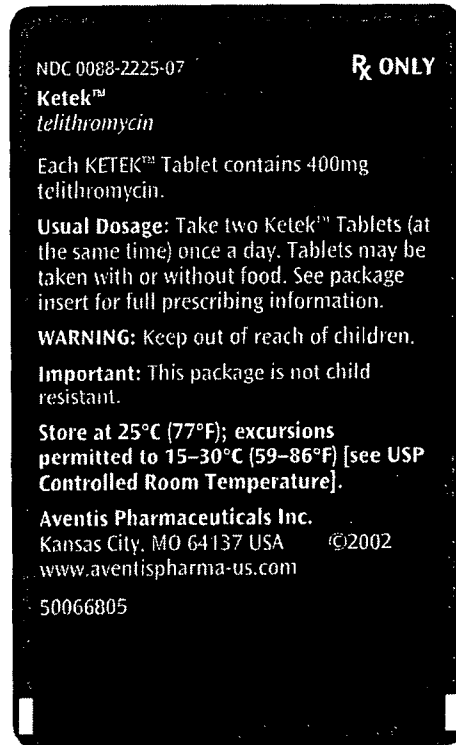 NDC 0088-2225-07 Rx ONLY
Ketek™
telithromycin
Each KETEK™ Tablet contains 400mg
telithromycin.
Usual Dosage: Take two Ketek™ Tablets (at
the same time) once a day. Tablets may be
taken with or without food. See package
insert for full prescribing information.
WARNING: Keep out of reach of children.
Important: This package is not child
resistant.
Store at 25°C (77°F); excursions
permitted to 15–30°C (59–86°F) [see USP
Controlled Room Temperature].
Aventis Pharmaceuticals Inc.
Kansas City, MO 64137 USA ©2002
www.aventispharma-us.com
50066805